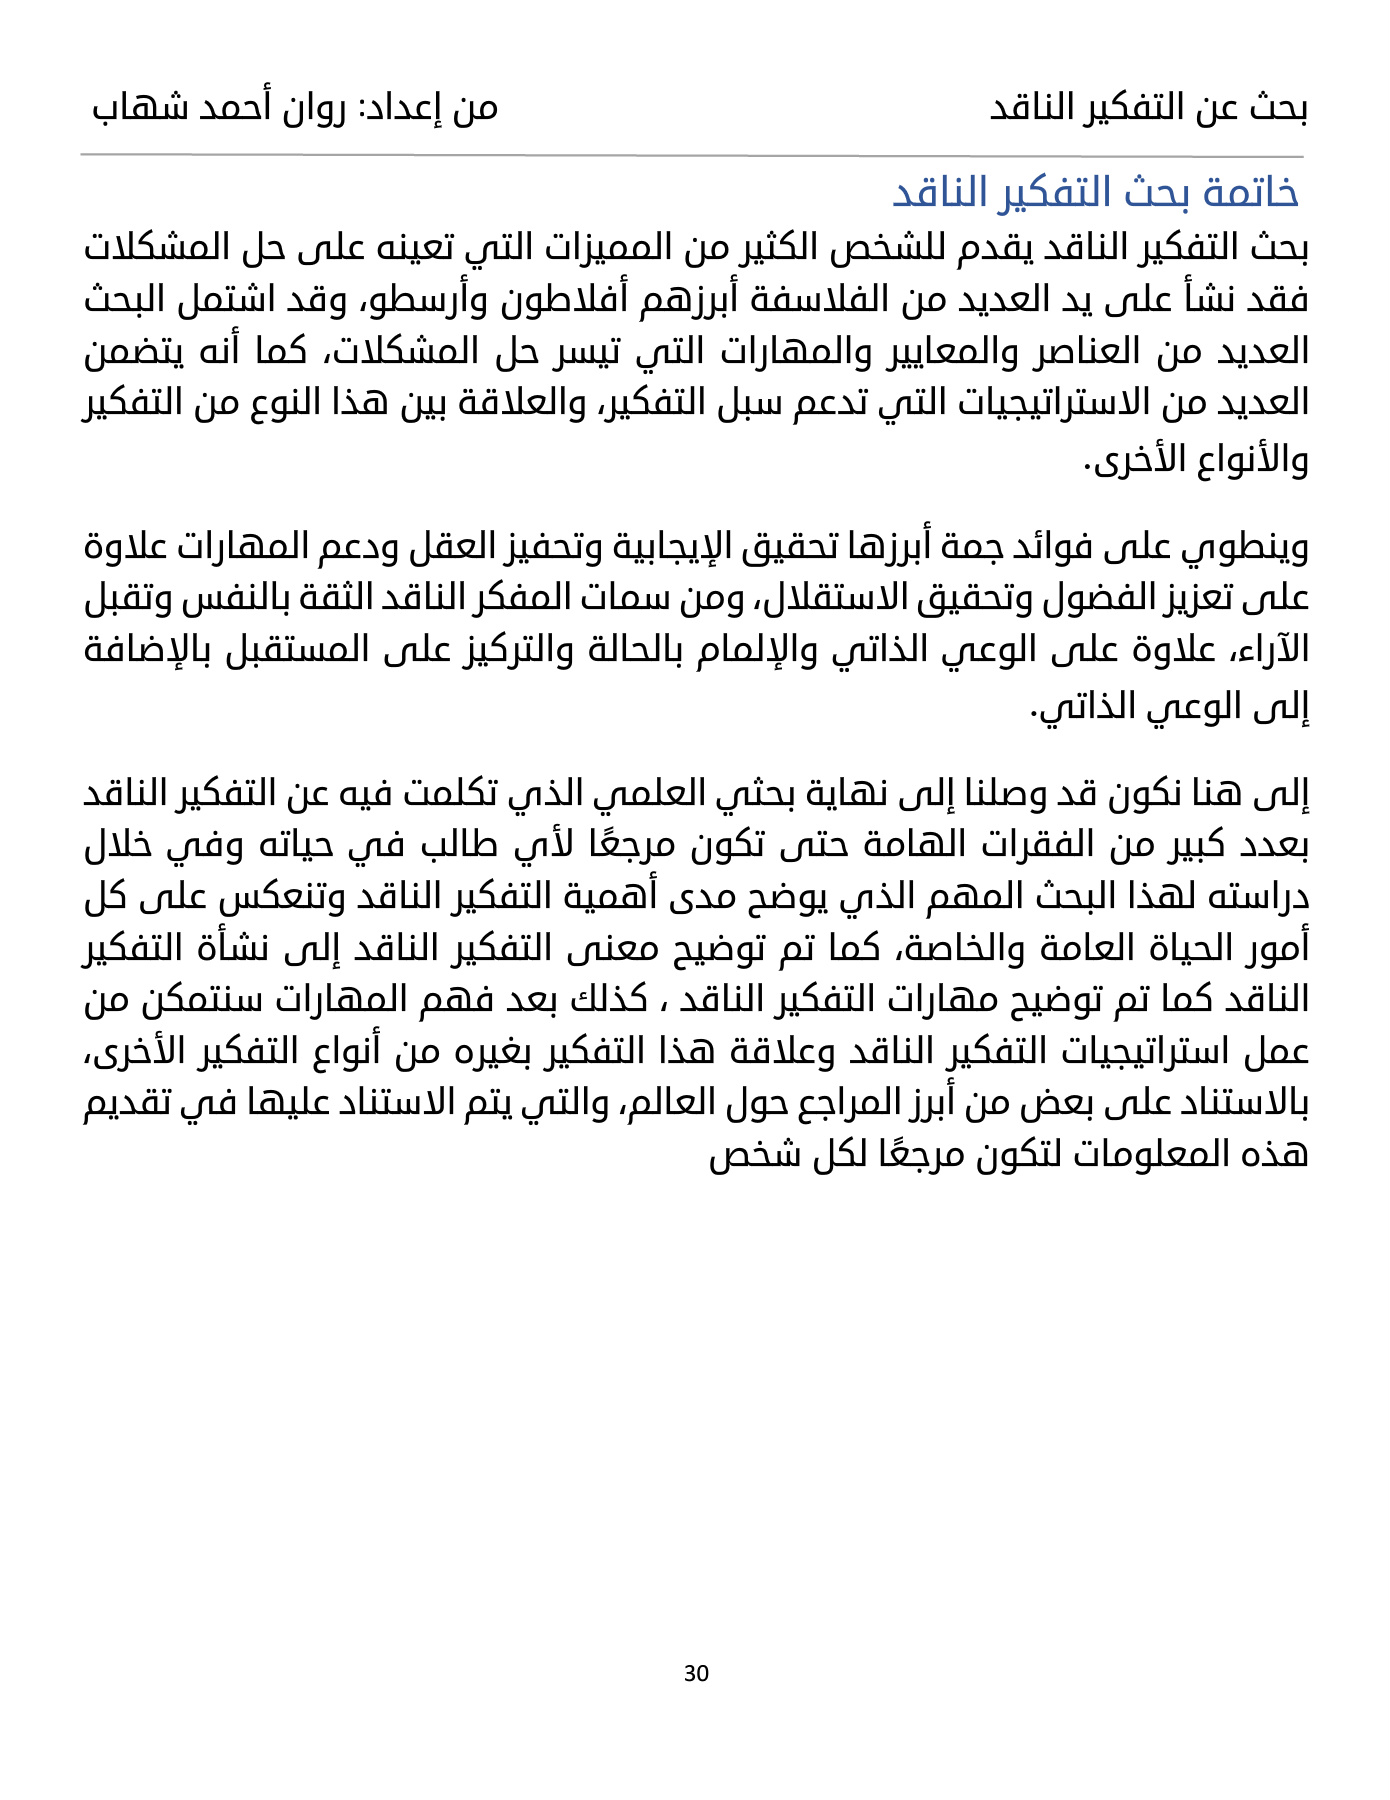 بحث عن التفكير الناقد
من إعداد: روان أحمد شهاب
خاتمة بحث التفكير الناقد
بحث التفكير الناقد يقدم للشخص الكثير من المميزات التي تعينه على حل المشكلات
فقد نشأ على يد العديد من الفلاسفة أبرزهم أفلاطون وأرسطو، وقد اشتمل البحث
العديد من العناصر والمعايير والمهارات التي تيسر حل المشكلات، كما أنه يتضمن
العديد من الاستراتيجيات التي تدعم سبل التفكير، والعلاقة بين هذا النوع من التفكير
والأنواع الأخرى.
وينطوي على فوائد جمة أبرزها تحقيق الإيجابية وتحفيز العقل ودعم المهارات علاوة
على تعزيز الفضول وتحقيق الاستقلال، ومن سمات المفكر الناقد الثقة بالنفس وتقبل
الآراء، علاوة على الوعي الذاتي والإلمام بالحالة والتركيز على المستقبل بالإضافة
إلى الوعي الذاتي.
إلى هنا نكون قد وصلنا إلى نهاية بحثي العلمي الذي تكلمت فيه عن التفكير الناقد
بعدد كبير من الفقرات الهامة حتى تكون مرجعًا لأي طالب في حياته وفي خلال
دراسته لهذا البحث المهم الذي يوضح مدى أهمية التفكير الناقد وتنعكس على كل
أمور الحياة العامة والخاصة، كما تم توضيح معنى التفكير الناقد إلى نشأة التفكير
الناقد كما تم توضيح مهارات التفكير الناقد ، كذلك بعد فهم المهارات سنتمكن من
عمل استراتيجيات التفكير الناقد وعلاقة هذا التفكير بغيره من أنواع التفكير الأخرى،
بالاستناد على بعض من أبرز المراجع حول العالم، والتي يتم الاستناد عليها في تقديم
هذه المعلومات لتكون مرجعًا لكل شخص
30